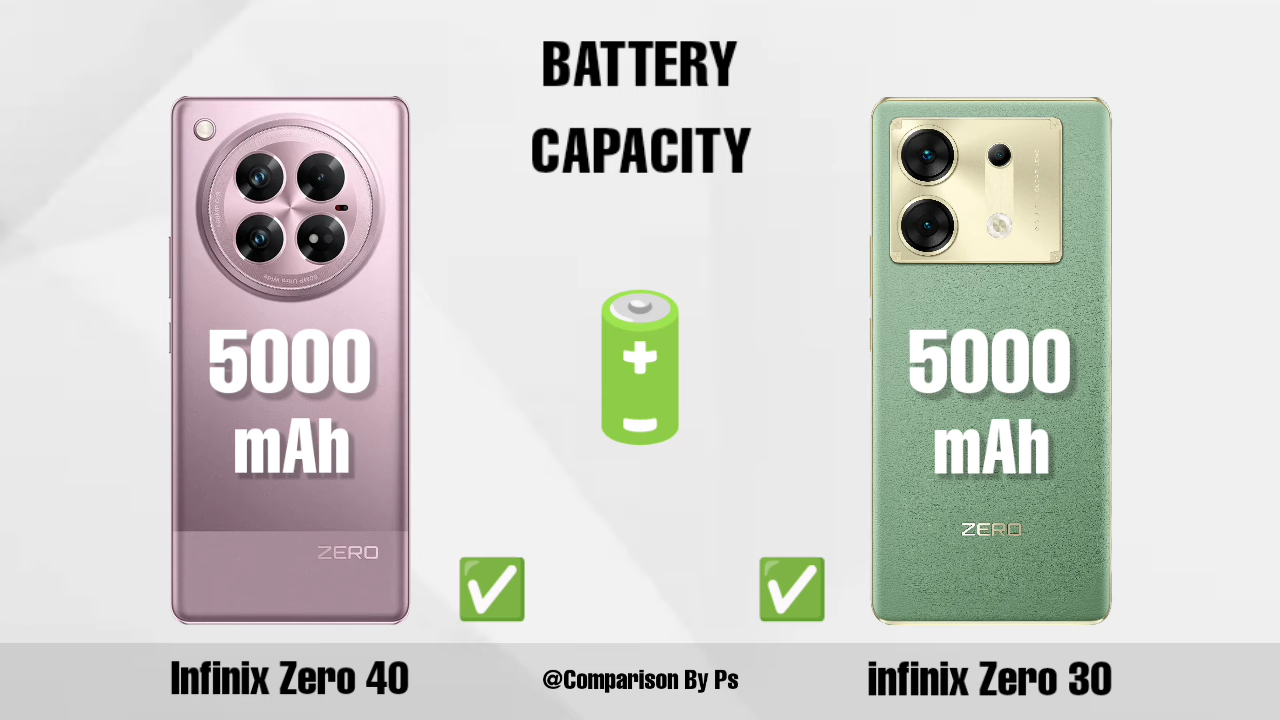 BATTERY
CAPACITY
5000
mAh
ZERO
5000
mAh
ZERO
Infinix Zero 40
@Comparison By Ps
infinix Zero 30